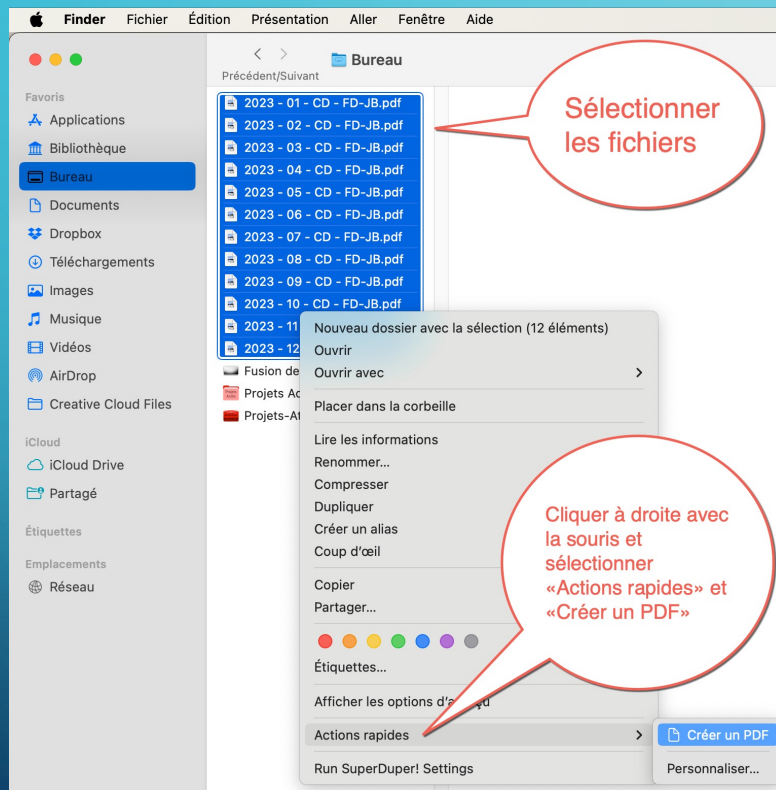 Finder Fichier Édition Présentation Aller Fenêtre Aide
Bureau
Précédent/Suivant
Favoris
Applications
Bibliothèque
Bureau
Documents
Dropbox
Téléchargements
Images
Musique
Vidéos
AirDrop
Creative Cloud Files
iCloud
iCloud Drive
Partagé
Étiquettes
Emplacements
Réseau
2023 - 01 - CD - FD-JB.pdf
2023 - 02 - CD - FD-JB.pdf
2023 - 03 - CD - FD-JB.pdf
2023 - 04 - CD - FD-JB.pdf
2023 - 05 - CD - FD-JB.pdf
2023 - 06 - CD - FD-JB.pdf
2023 - 07 - CD - FD-JB.pdf
2023 - 08 - CD - FD-JB.pdf
2023 - 09 - CD - FD-JB.pdf
2023 - 10 - CD - FD-JB.pdf
2023 - 11
2023 - 12
Fusion de
Projets Ac
Projets-At
Sélectionner
les fichiers
Nouveau dossier avec la sélection (12 éléments)
Ouvrir
Ouvrir avec
Placer dans la corbeille
Lire les informations
Renommer...
Compresser
Dupliquer
Créer un alias
Coup d'œil
Copier
Partager...
Étiquettes...
Afficher les options
Actions rapides
Run SuperDuper! Settings
Cliquer à droite avec
la souris et
sélectionner
«Actions rapides» et
«Créer un PDF»
Créer un PDF
Personnaliser...